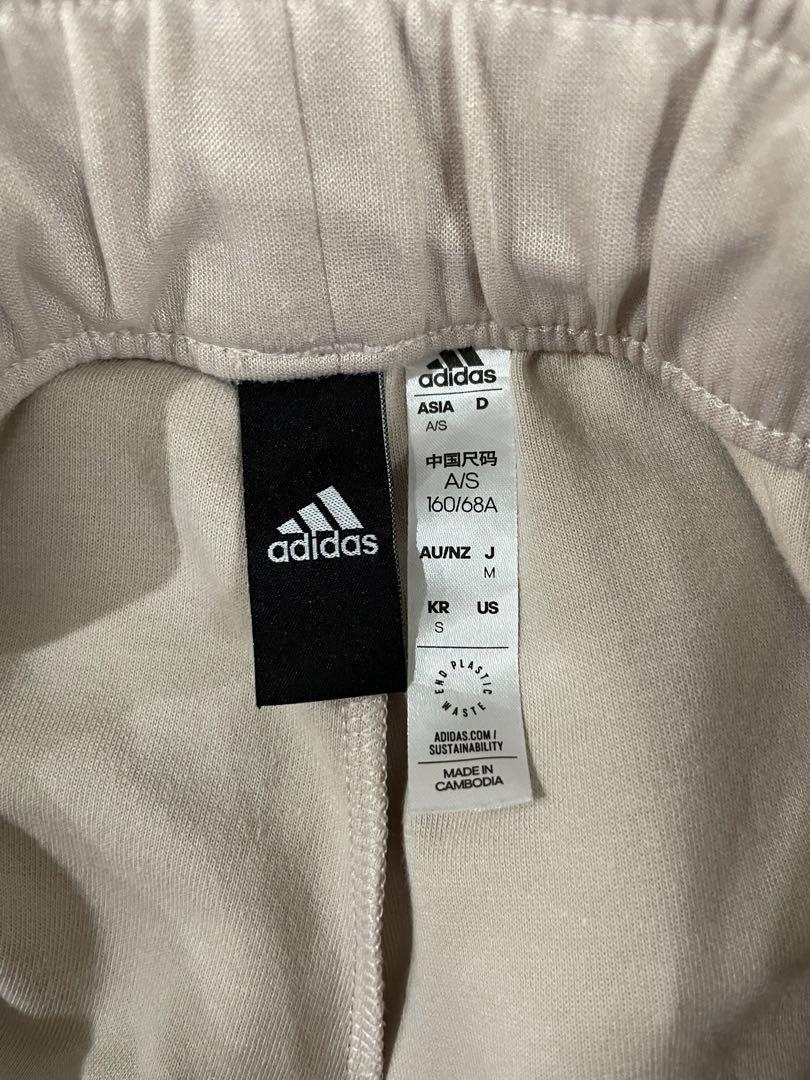 adidas
adidas
ASIA D
A/S
中国尺码
A/S
160/68A
AU/NZ J
M
KR US
S
END PLASTIC WASTE
ADIDAS.COM/
SUSTAINABILITY
MADE IN
CAMBODIA